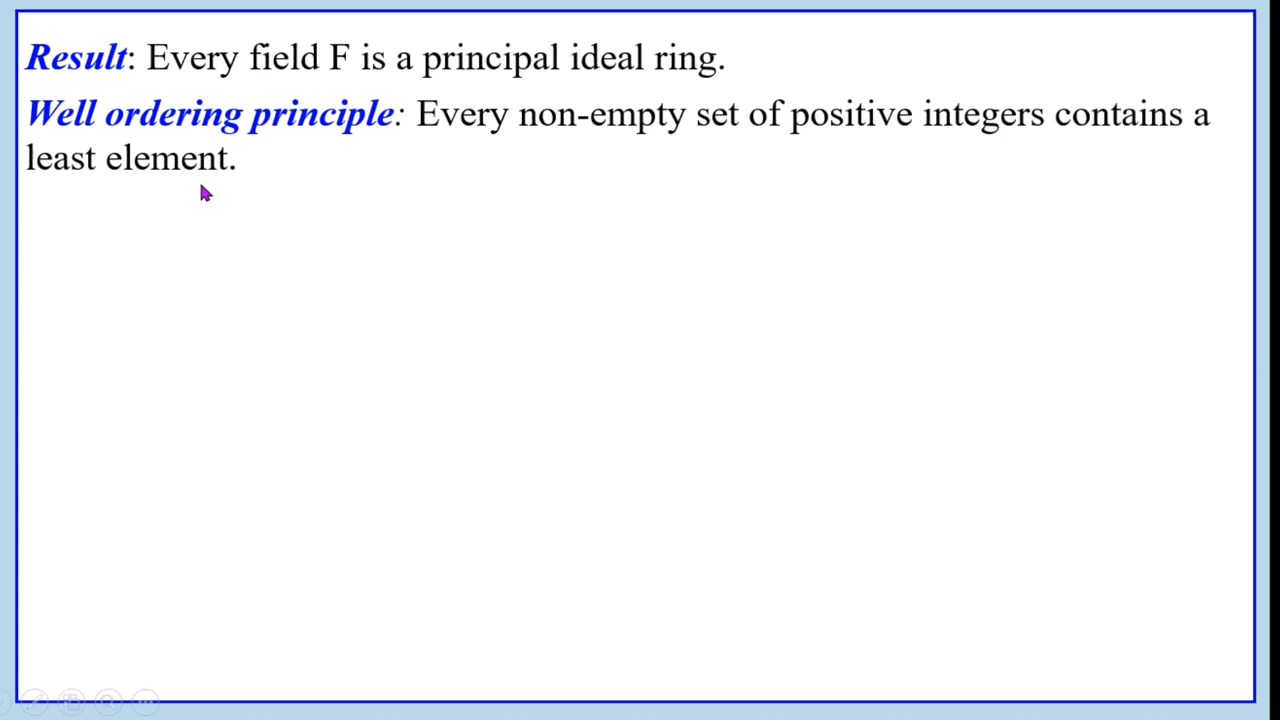 Result: Every field F is a principal ideal ring.
Well ordering principle: Every non-empty set of positive integers contains a
least element.